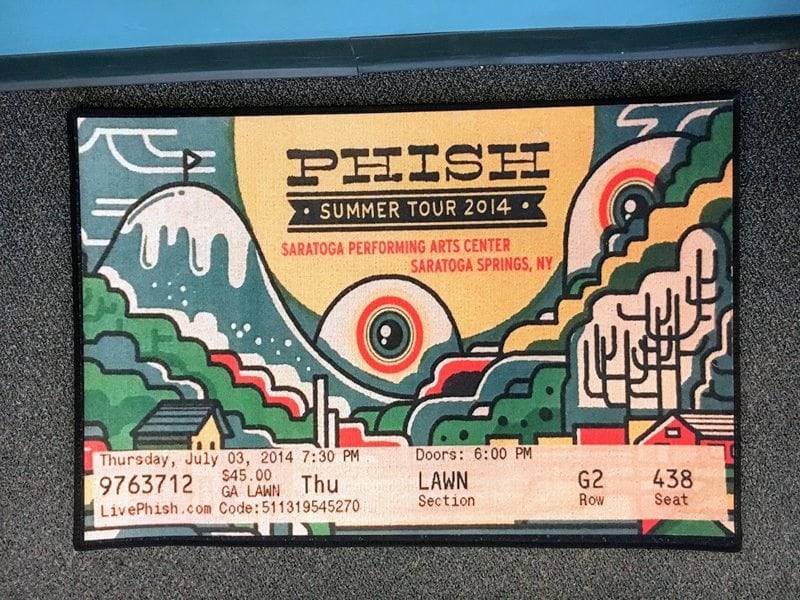 PHISH
• SUMMER TOUR 2014 •
SARATOGA PERFORMING ARTS CENTER
SARATOGA SPRINGS, NY
Thursday, July 03, 2014 7:30 PM Doors: 6:00 PM
9763712 $45.00 GA LAWN Thu LAWN G2 438
Section Row Seat
LivePhish.com Code:511319545270